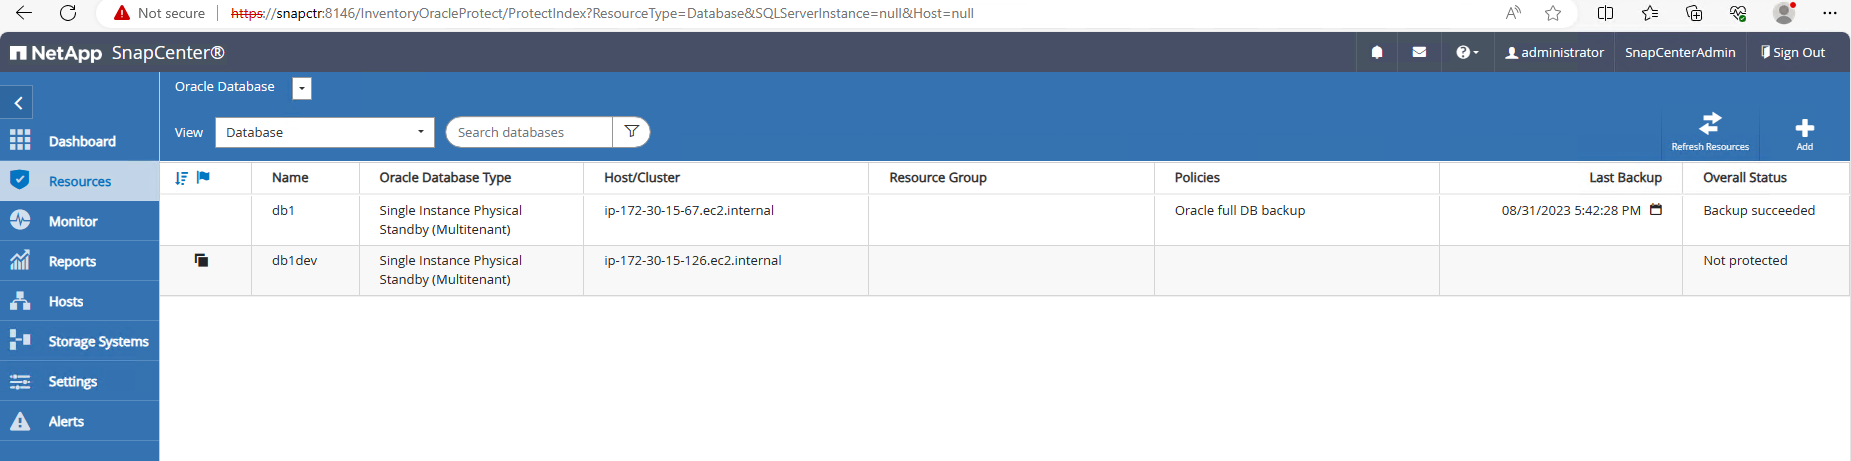 Not secure https://snapctr:8146/InventoryOracleProtect/ProtectIndex?ResourceType=Database&SQLServerInstance=null&Host=null
NetApp SnapCenter® administrator SnapCenterAdmin Sign Out
Oracle Database
View Database Search databases
Refresh Resources Add
Dashboard
Resources
Monitor
Reports
Hosts
Storage Systems
Settings
Alerts
Name Oracle Database Type Host/Cluster Resource Group Policies Last Backup Overall Status
db1 Single Instance Physical ip-172-30-15-67.ec2.internal Oracle full DB backup 08/31/2023 5:42:28 PM Backup succeeded
Standby (Multitenant)
db1dev Single Instance Physical ip-172-30-15-126.ec2.internal Not protected
Standby (Multitenant)